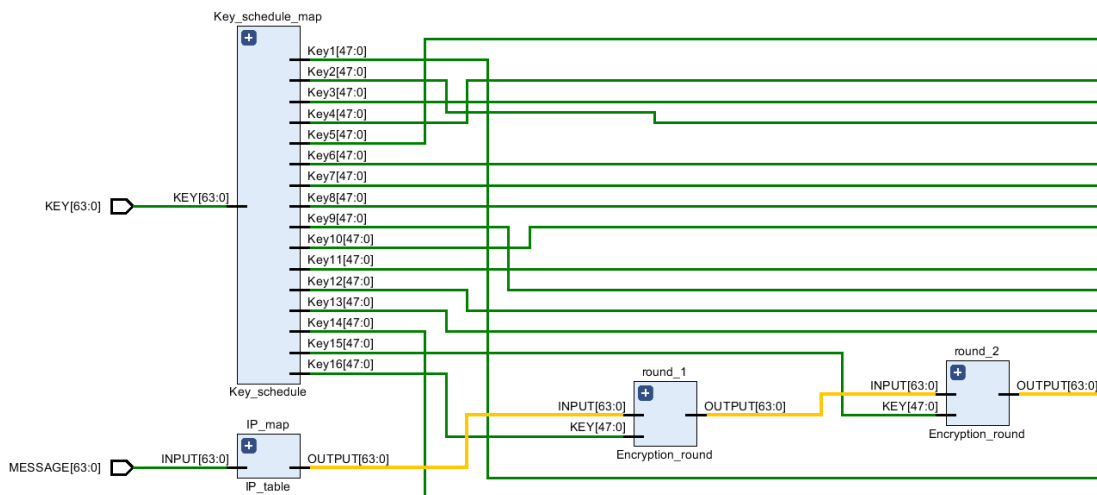 Key_schedule_map
Key1[47:0]
Key2[47:0]
Key3[47:0]
Key4[47:0]
Key5[47:0]
Key6[47:0]
Key7[47:0]
KEY[63:0]
KEY[63:0]
Key8[47:0]
Key9[47:0]
Key10[47:0]
Key11[47:0]
Key12[47:0]
Key13[47:0]
Key14[47:0]
Key15[47:0]
Key16[47:0]
Key_schedule
round_1
INPUT[63:0]
OUTPUT[63:0]
KEY[47:0]
Encryption_round
round_2
INPUT[63:0]
OUTPUT[63:0]
KEY[47:0]
Encryption_round
IP_map
MESSAGE[63:0]
INPUT[63:0]
OUTPUT[63:0]
IP_table